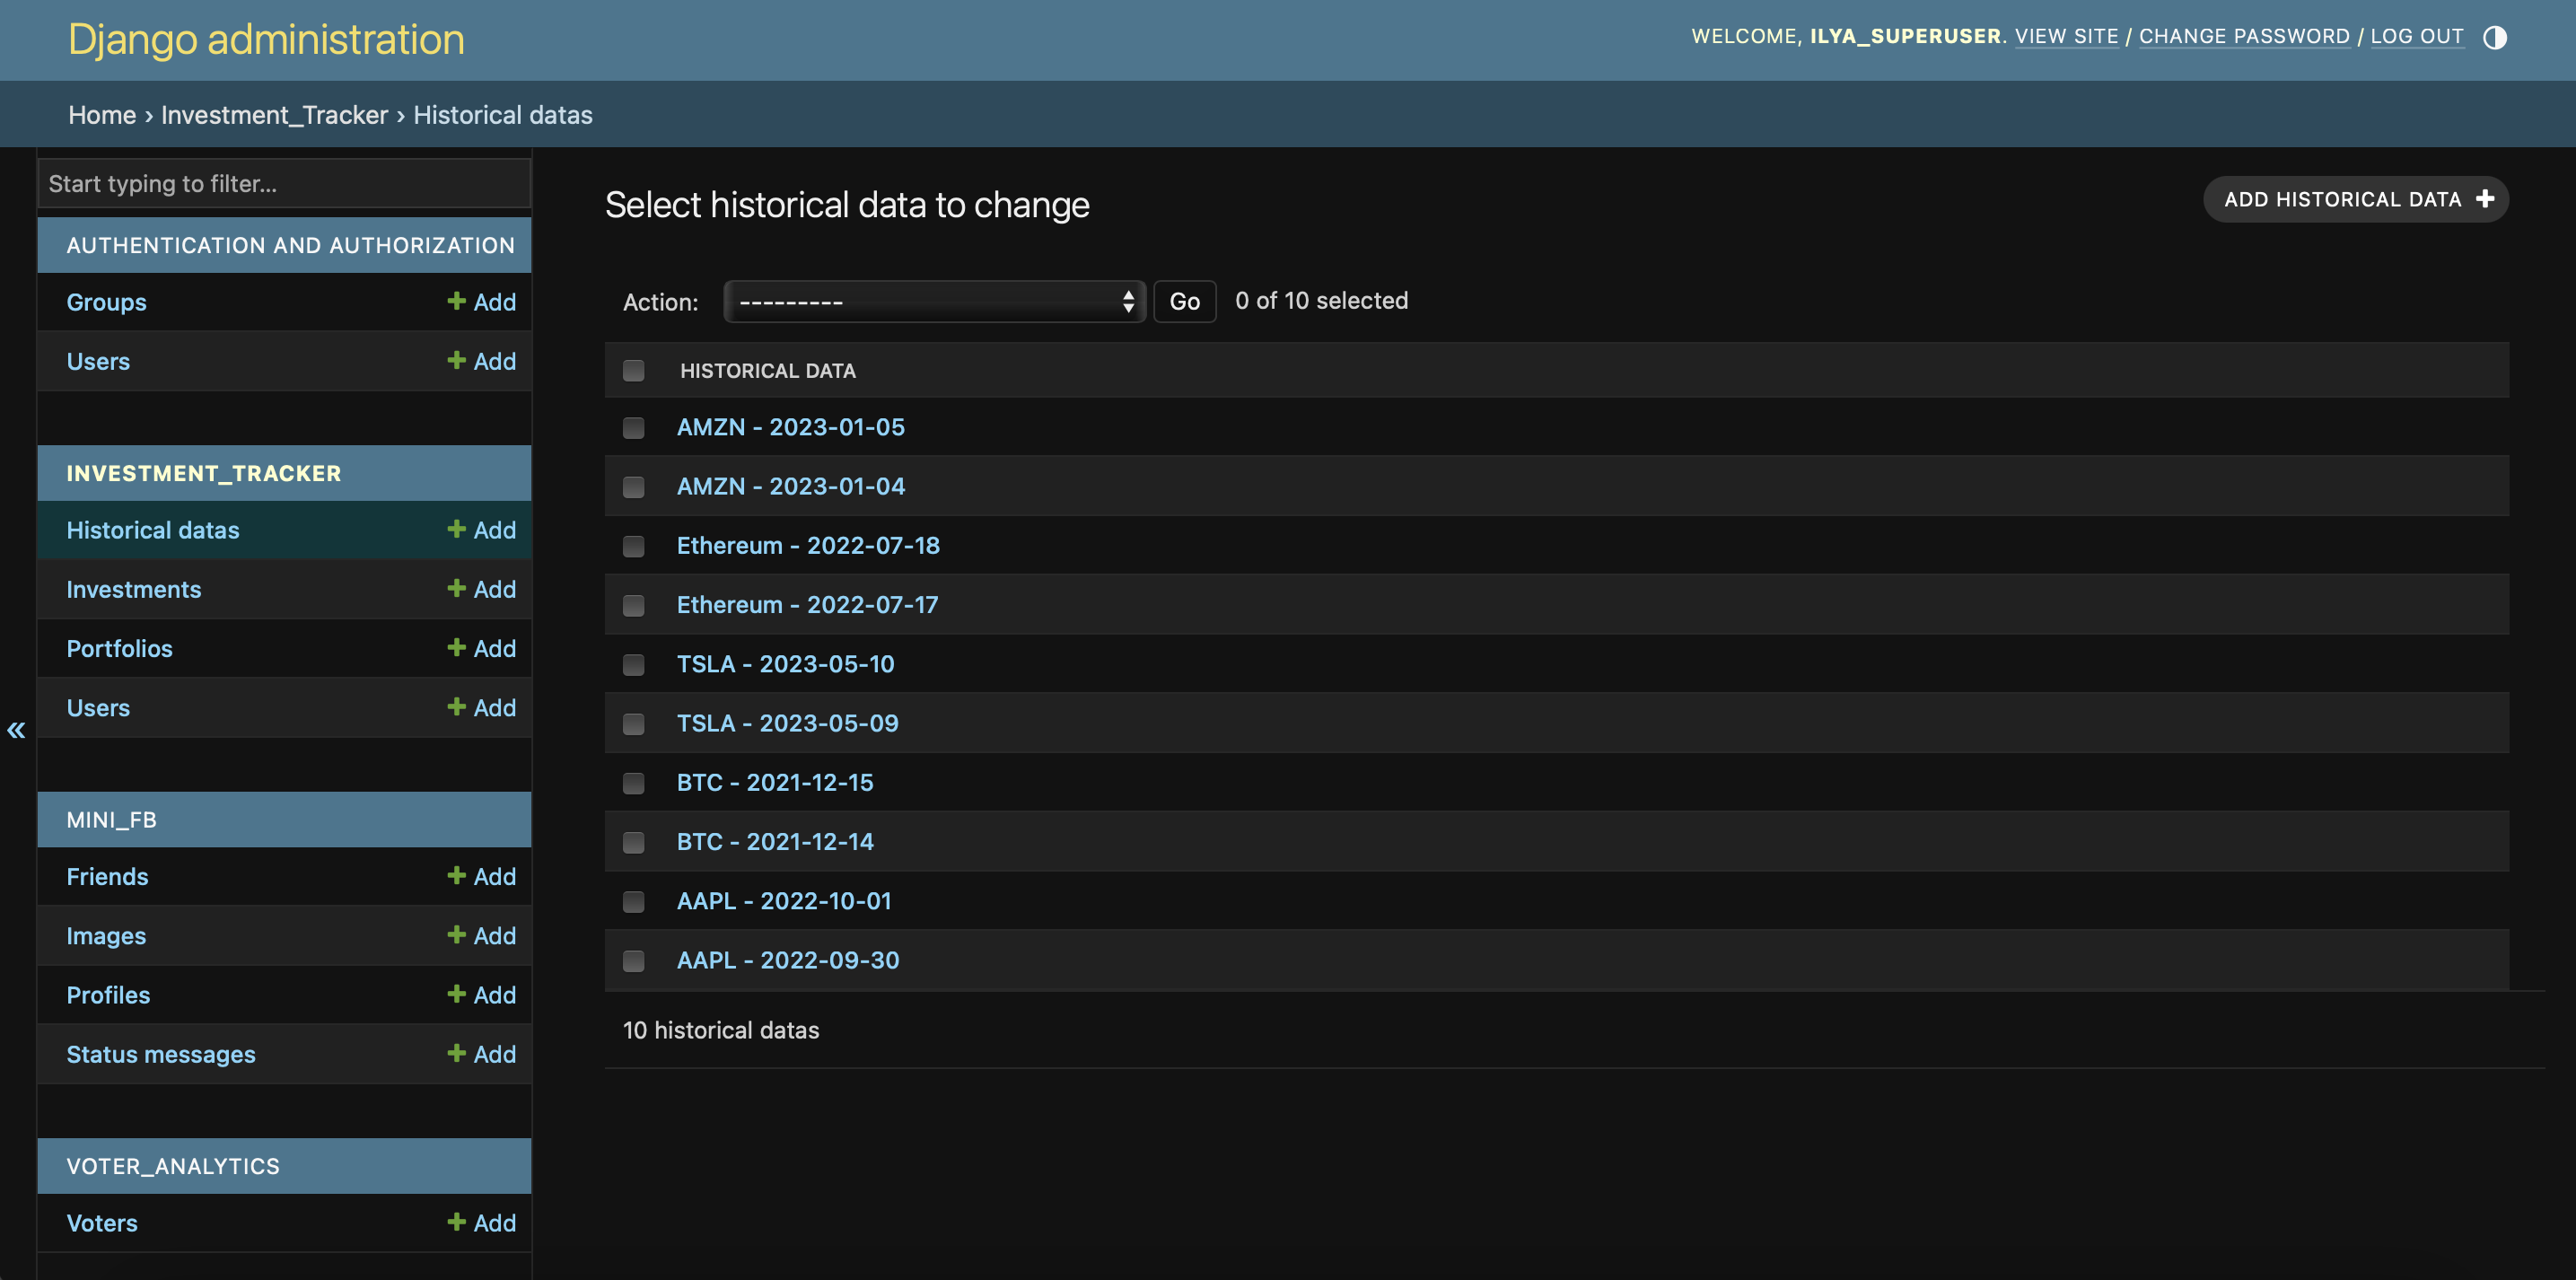 Django administration
WELCOME, ILYA_SUPERUSER. VIEW SITE / CHANGE PASSWORD / LOG OUT
Home › Investment_Tracker › Historical datas
Start typing to filter...
AUTHENTICATION AND AUTHORIZATION
Groups + Add
Users + Add
INVESTMENT_TRACKER
Historical datas + Add
Investments + Add
Portfolios + Add
Users + Add
MINI_FB
Friends + Add
Images + Add
Profiles + Add
Status messages + Add
VOTER_ANALYTICS
Voters + Add
«
Select historical data to change
ADD HISTORICAL DATA +
Action: --------- Go 0 of 10 selected
HISTORICAL DATA
AMZN - 2023-01-05
AMZN - 2023-01-04
Ethereum - 2022-07-18
Ethereum - 2022-07-17
TSLA - 2023-05-10
TSLA - 2023-05-09
BTC - 2021-12-15
BTC - 2021-12-14
AAPL - 2022-10-01
AAPL - 2022-09-30
10 historical datas